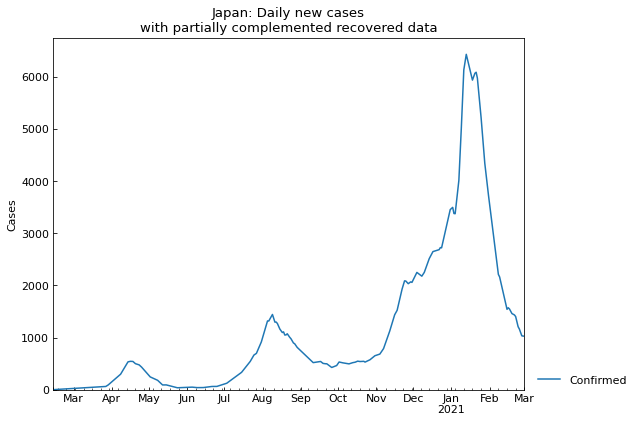 Japan: Daily new cases
with partially complemented recovered data
Cases
6000
5000
4000
3000
2000
1000
0
Mar Apr May Jun Jul Aug Sep Oct Nov Dec Jan Feb Mar
2021
Confirmed